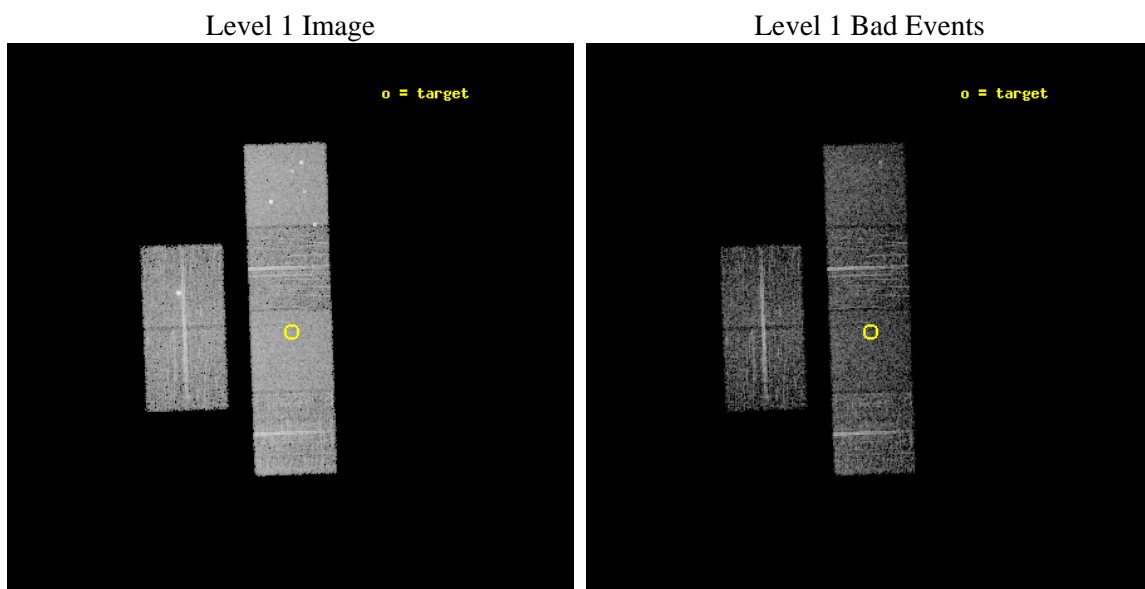 Level 1 Image
Level 1 Bad Events
o = target
o = target